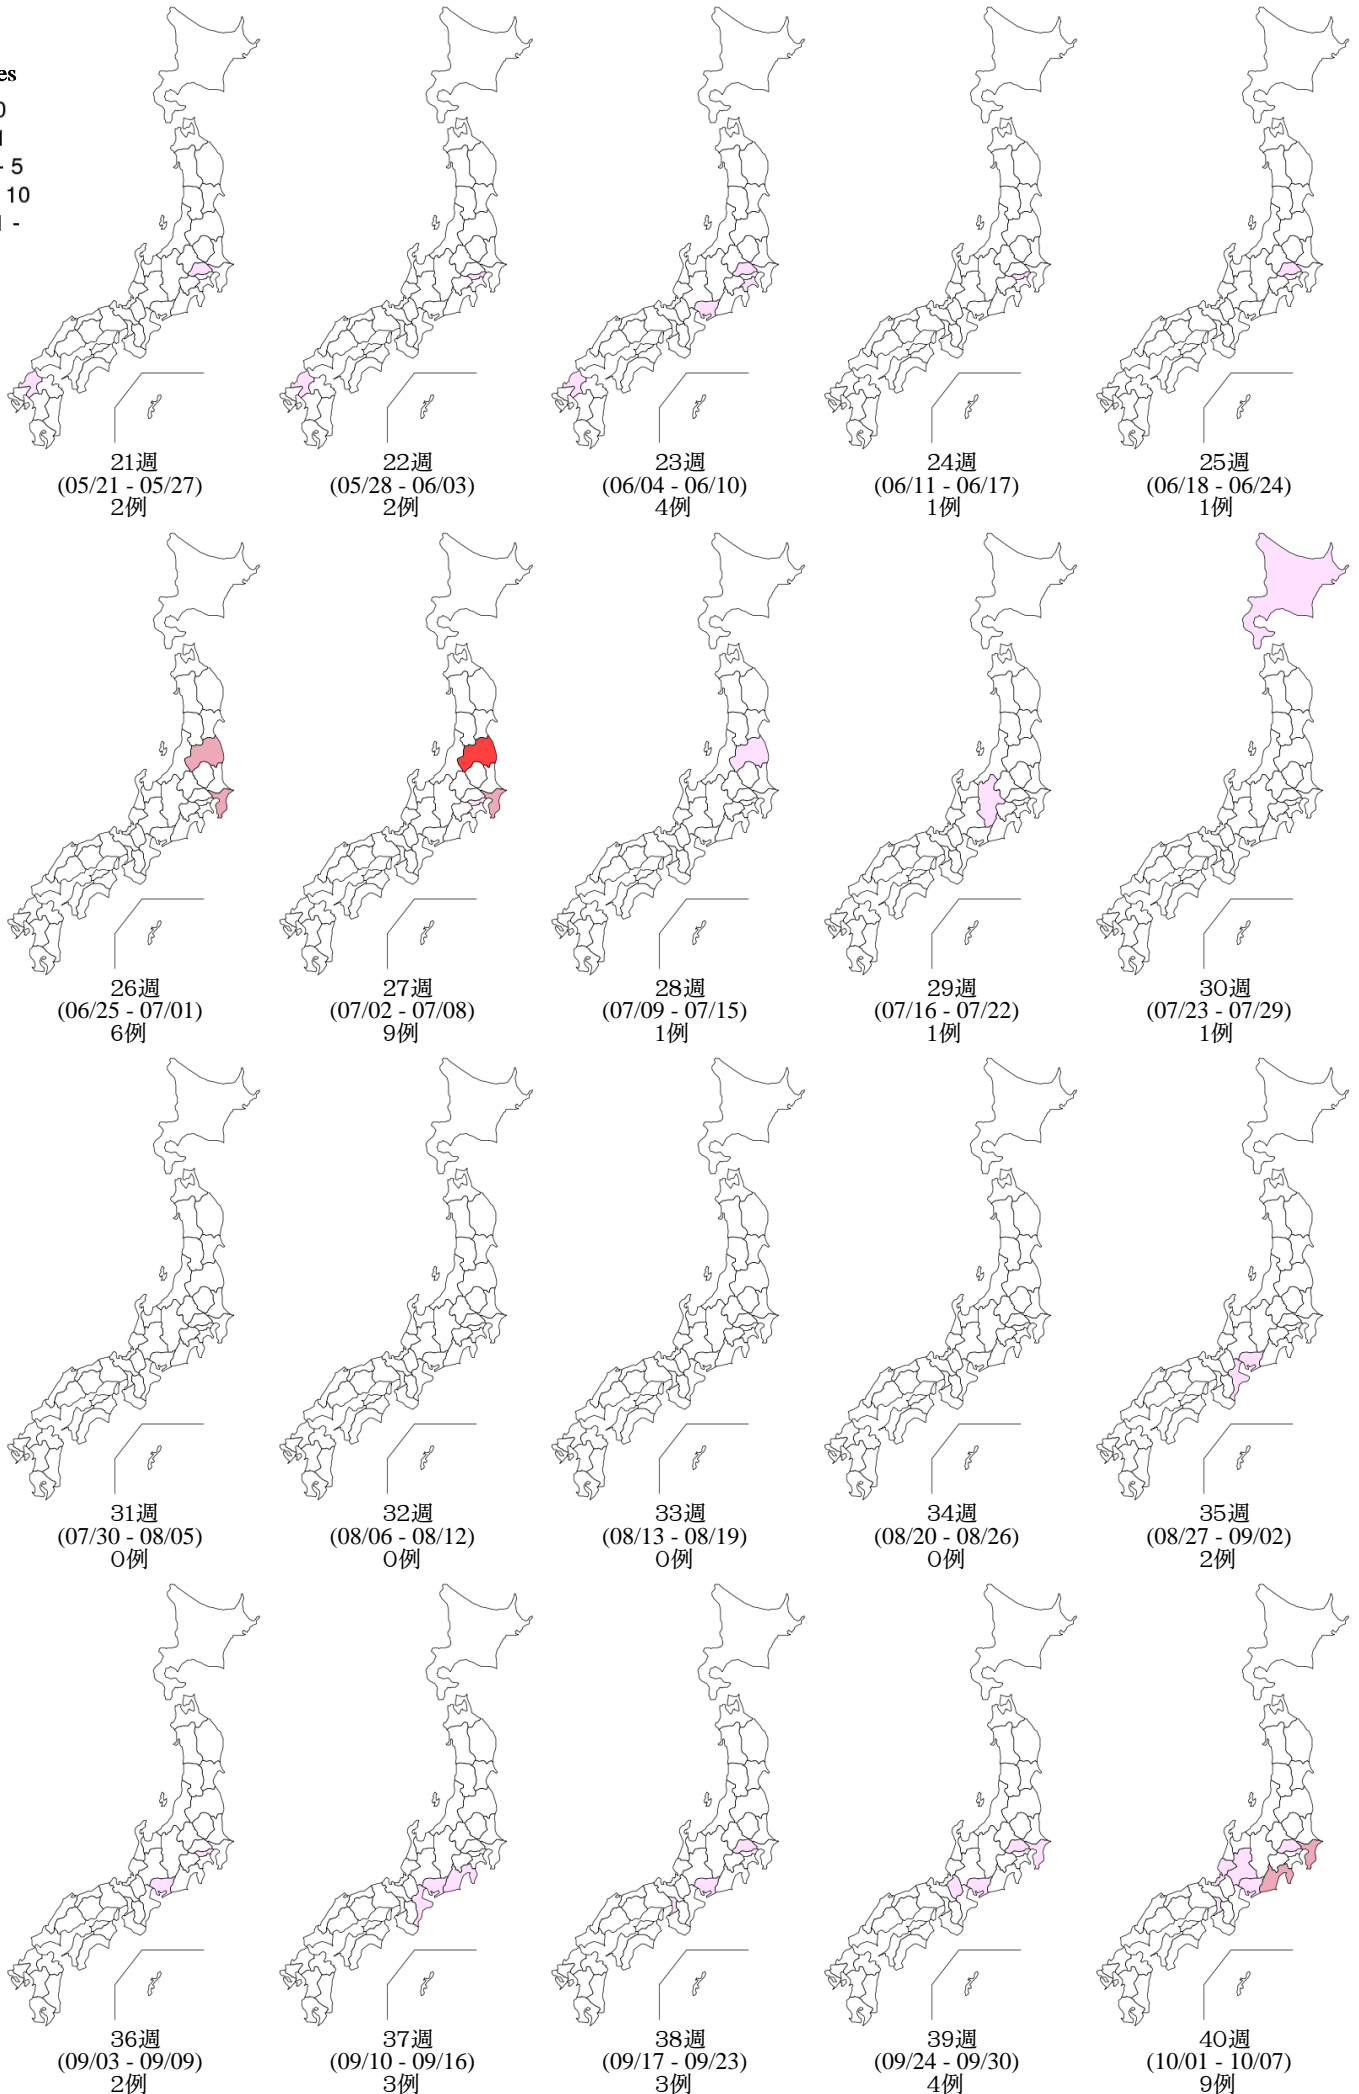 es
- 5
10
-
21週
(05/21 - 05/27)
2例
22週
(05/28 - 06/03)
2例
23週
(06/04 - 06/10)
4例
24週
(06/11 - 06/17)
1例
25週
(06/18 - 06/24)
1例
26週
(06/25 - 07/01)
6例
27週
(07/02 - 07/08)
9例
28週
(07/09 - 07/15)
1例
29週
(07/16 - 07/22)
1例
30週
(07/23 - 07/29)
1例
31週
(07/30 - 08/05)
0例
32週
(08/06 - 08/12)
0例
33週
(08/13 - 08/19)
0例
34週
(08/20 - 08/26)
0例
35週
(08/27 - 09/02)
2例
36週
(09/03 - 09/09)
2例
37週
(09/10 - 09/16)
3例
38週
(09/17 - 09/23)
3例
39週
(09/24 - 09/30)
4例
40週
(10/01 - 10/07)
9例